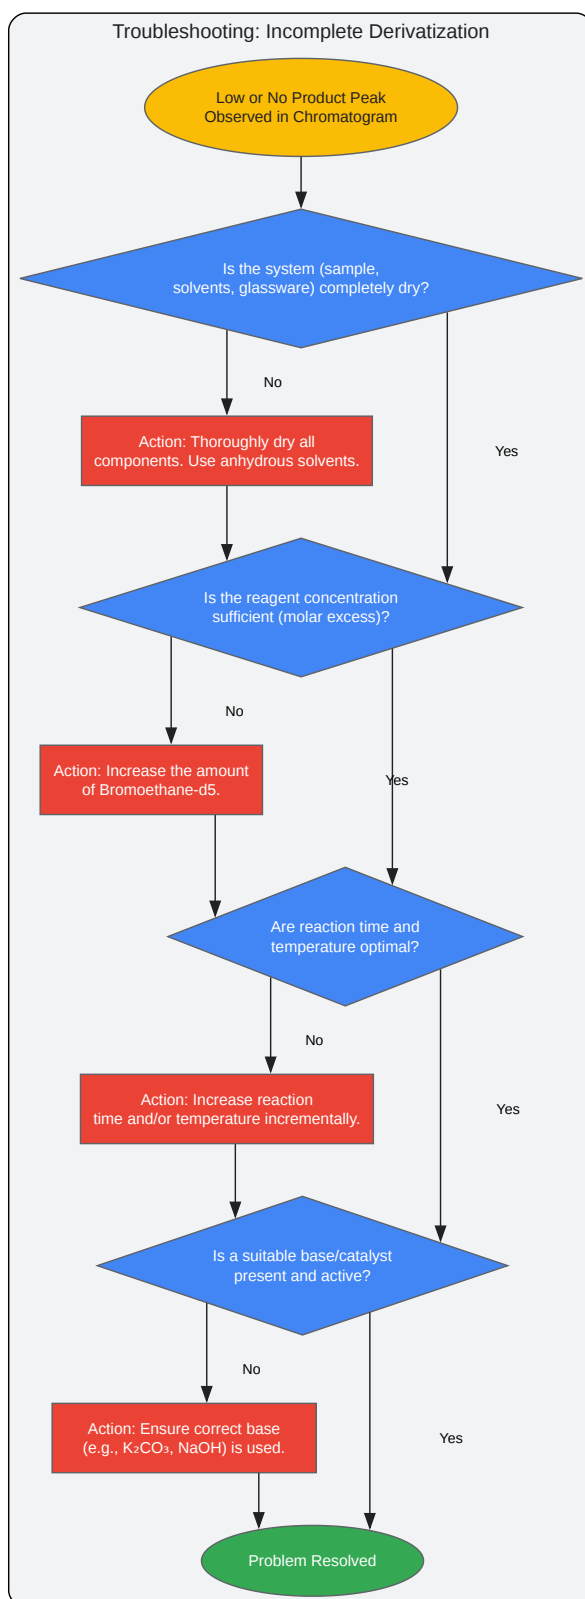 Troubleshooting: Incomplete Derivatization
Low or No Product Peak
Observed in Chromatogram
Is the system (sample,
solvents, glassware) completely dry?
No
Action: Thoroughly dry all
components. Use anhydrous solvents.
Yes
Is the reagent concentration
sufficient (molar excess)?
No
Action: Increase the amount
of Bromoethane-d5.
Yes
Are reaction time and
temperature optimal?
No
Action: Increase reaction
time and/or temperature incrementally.
Yes
Is a suitable base/catalyst
present and active?
No
Action: Ensure correct base
(e.g., K₂CO₃, NaOH) is used.
Yes
Problem Resolved